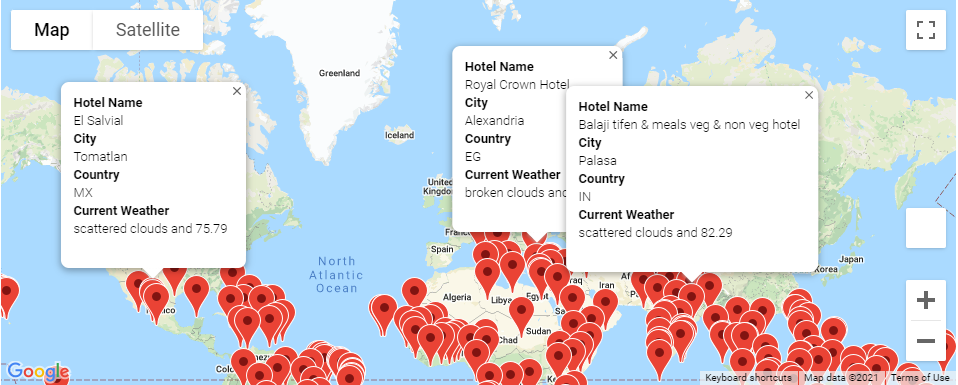 Map
Satellite
Greenland
Iceland
Hotel Name
El Salvial
City
Tomatlan
Country
MX
Current Weather
scattered clouds and 75.79
Hotel Name
Royal Crown Hotel
City
Alexandria
Country
EG
Current Weather
broken clouds and
Hotel Name
Balaji tifen & meals veg & non veg hotel
City
Palasa
Country
IN
Current Weather
scattered clouds and 82.29
United
Kingdom
Spain
North
Atlantic
Ocean
Algeria
Libya
Egypt
Chad
Sudan
Japan
Google
Keyboard shortcuts
Map data ©2021
Terms of Use